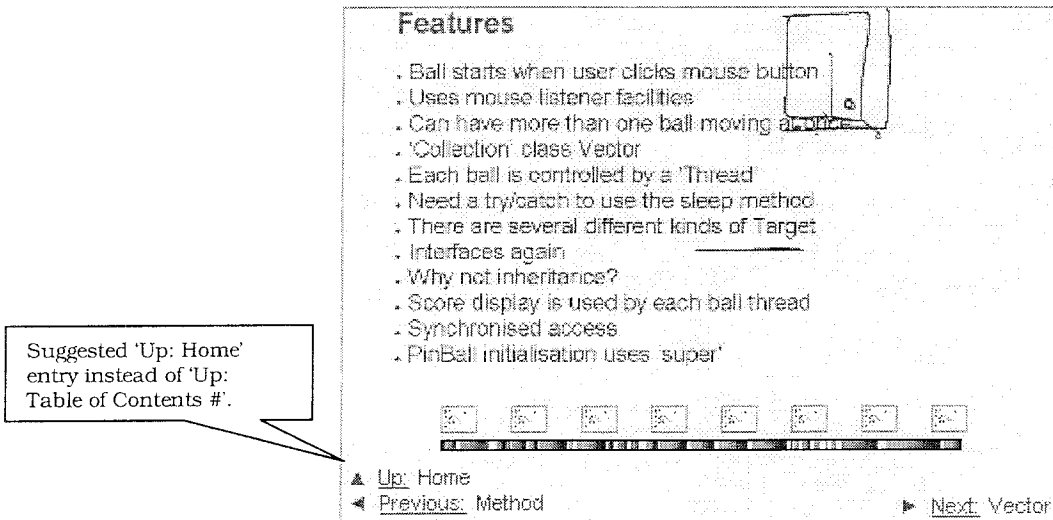 Features
. Ball starts when user clicks mouse button
. Uses mouse listener facilities
. Can have more than one ball moving at once
. 'Collection' class Vector
. Each ball is controlled by a 'Thread'
. Need a try/catch to use the sleep method
. There are several different kinds of Target
. Interfaces again
. Why not inheritance?
. Score display is used by each ball thread
. Synchronised access
. PinBall initialisation uses 'super'
Suggested 'Up: Home'
entry instead of 'Up:
Table of Contents #'.
▲ Up: Home
◄ Previous: Method
► Next: Vector